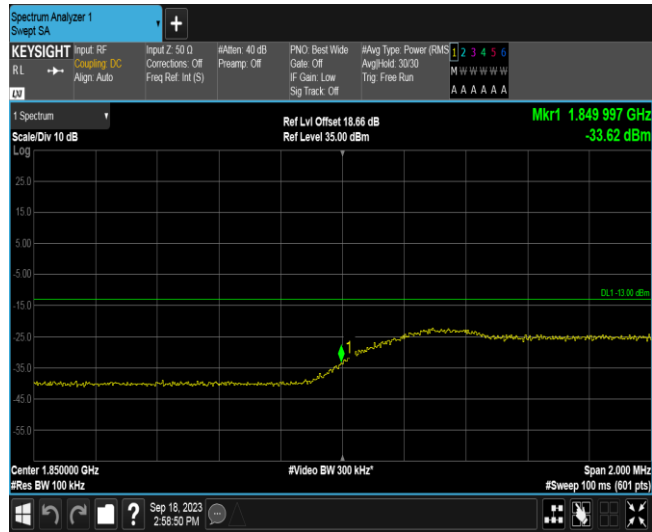 Spectrum Analyzer 1
Swept SA
KEYSIGHT
RL
LXI
Input: RF
Coupling: DC
Align: Auto
Input Z: 50 Ω
Corrections: Off
Freq Ref: Int (S)
#Atten: 40 dB
Preamp: Off
PNO: Best Wide
Gate: Off
IF Gain: Low
Sig Track: Off
#Avg Type: Power (RMS
Avg|Hold: 30/30
Trig: Free Run
1 2 3 4 5 6
M W W W W W
A A A A A A
1 Spectrum
Scale/Div 10 dB
Log
Ref Lvl Offset 18.66 dB
Ref Level 35.00 dBm
Mkr1 1.849 997 GHz
-33.62 dBm
25.0
15.0
5.00
-5.00
DL1 -13.00 dBm
-15.0
-25.0
1
-35.0
-45.0
-55.0
Center 1.850000 GHz
#Video BW 300 kHz*
Span 2.000 MHz
#Res BW 100 kHz
#Sweep 100 ms (601 pts)
?
Sep 18, 2023
2:58:50 PM